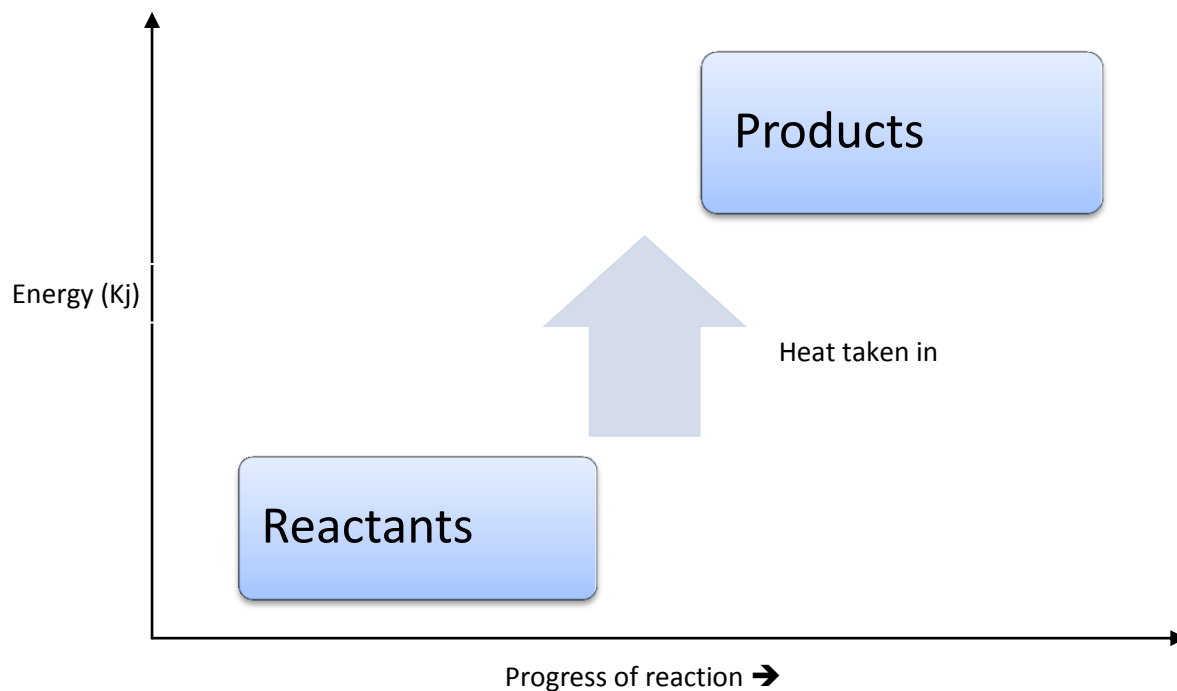 Products
Energy (Kj)
Heat taken in
Reactants
Progress of reaction ➔